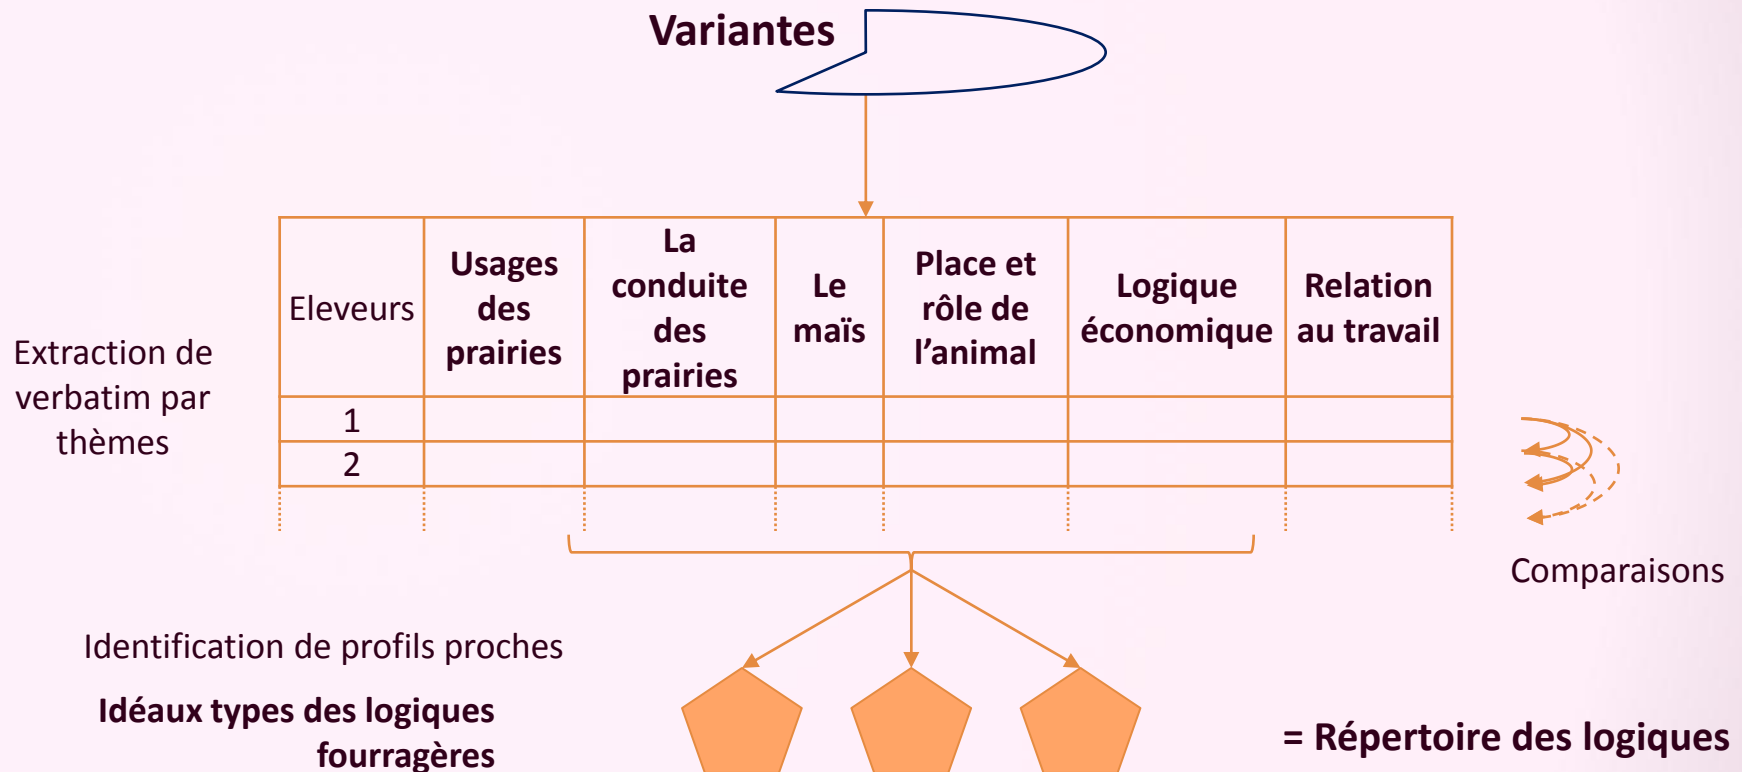 Variantes
Extraction de
verbatim par
thèmes
Eleveurs
Usages
des
prairies
La
conduite
des
prairies
Le
maïs
Place et
rôle de
l’animal
Logique
économique
Relation
au travail
1
2
Comparaisons
Identification de profils proches
Idéaux types des logiques
fourragères
= Répertoire des logiques